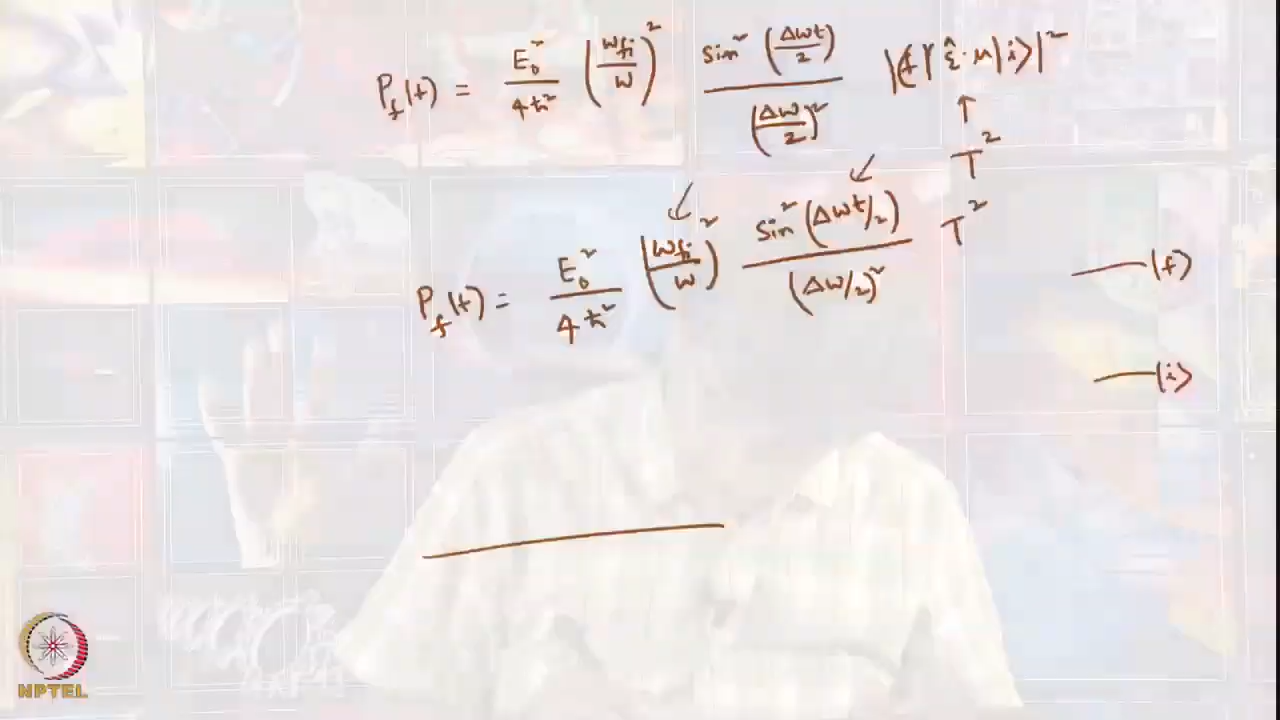 P_f(t) = E_0^2 / 4ħ^2 (ω_fi / ω)^2 sin^2(Δωt / 2) / (Δω / 2)^2 |⟨f|ε̂·μ|i⟩|^2
↑
T^2
P_f(t) = E_0^2 / 4ħ^2 (ω_fi / ω)^2 sin^2(Δωt/2) / (Δω/2)^2 T^2
|f⟩
|i⟩
NPTEL